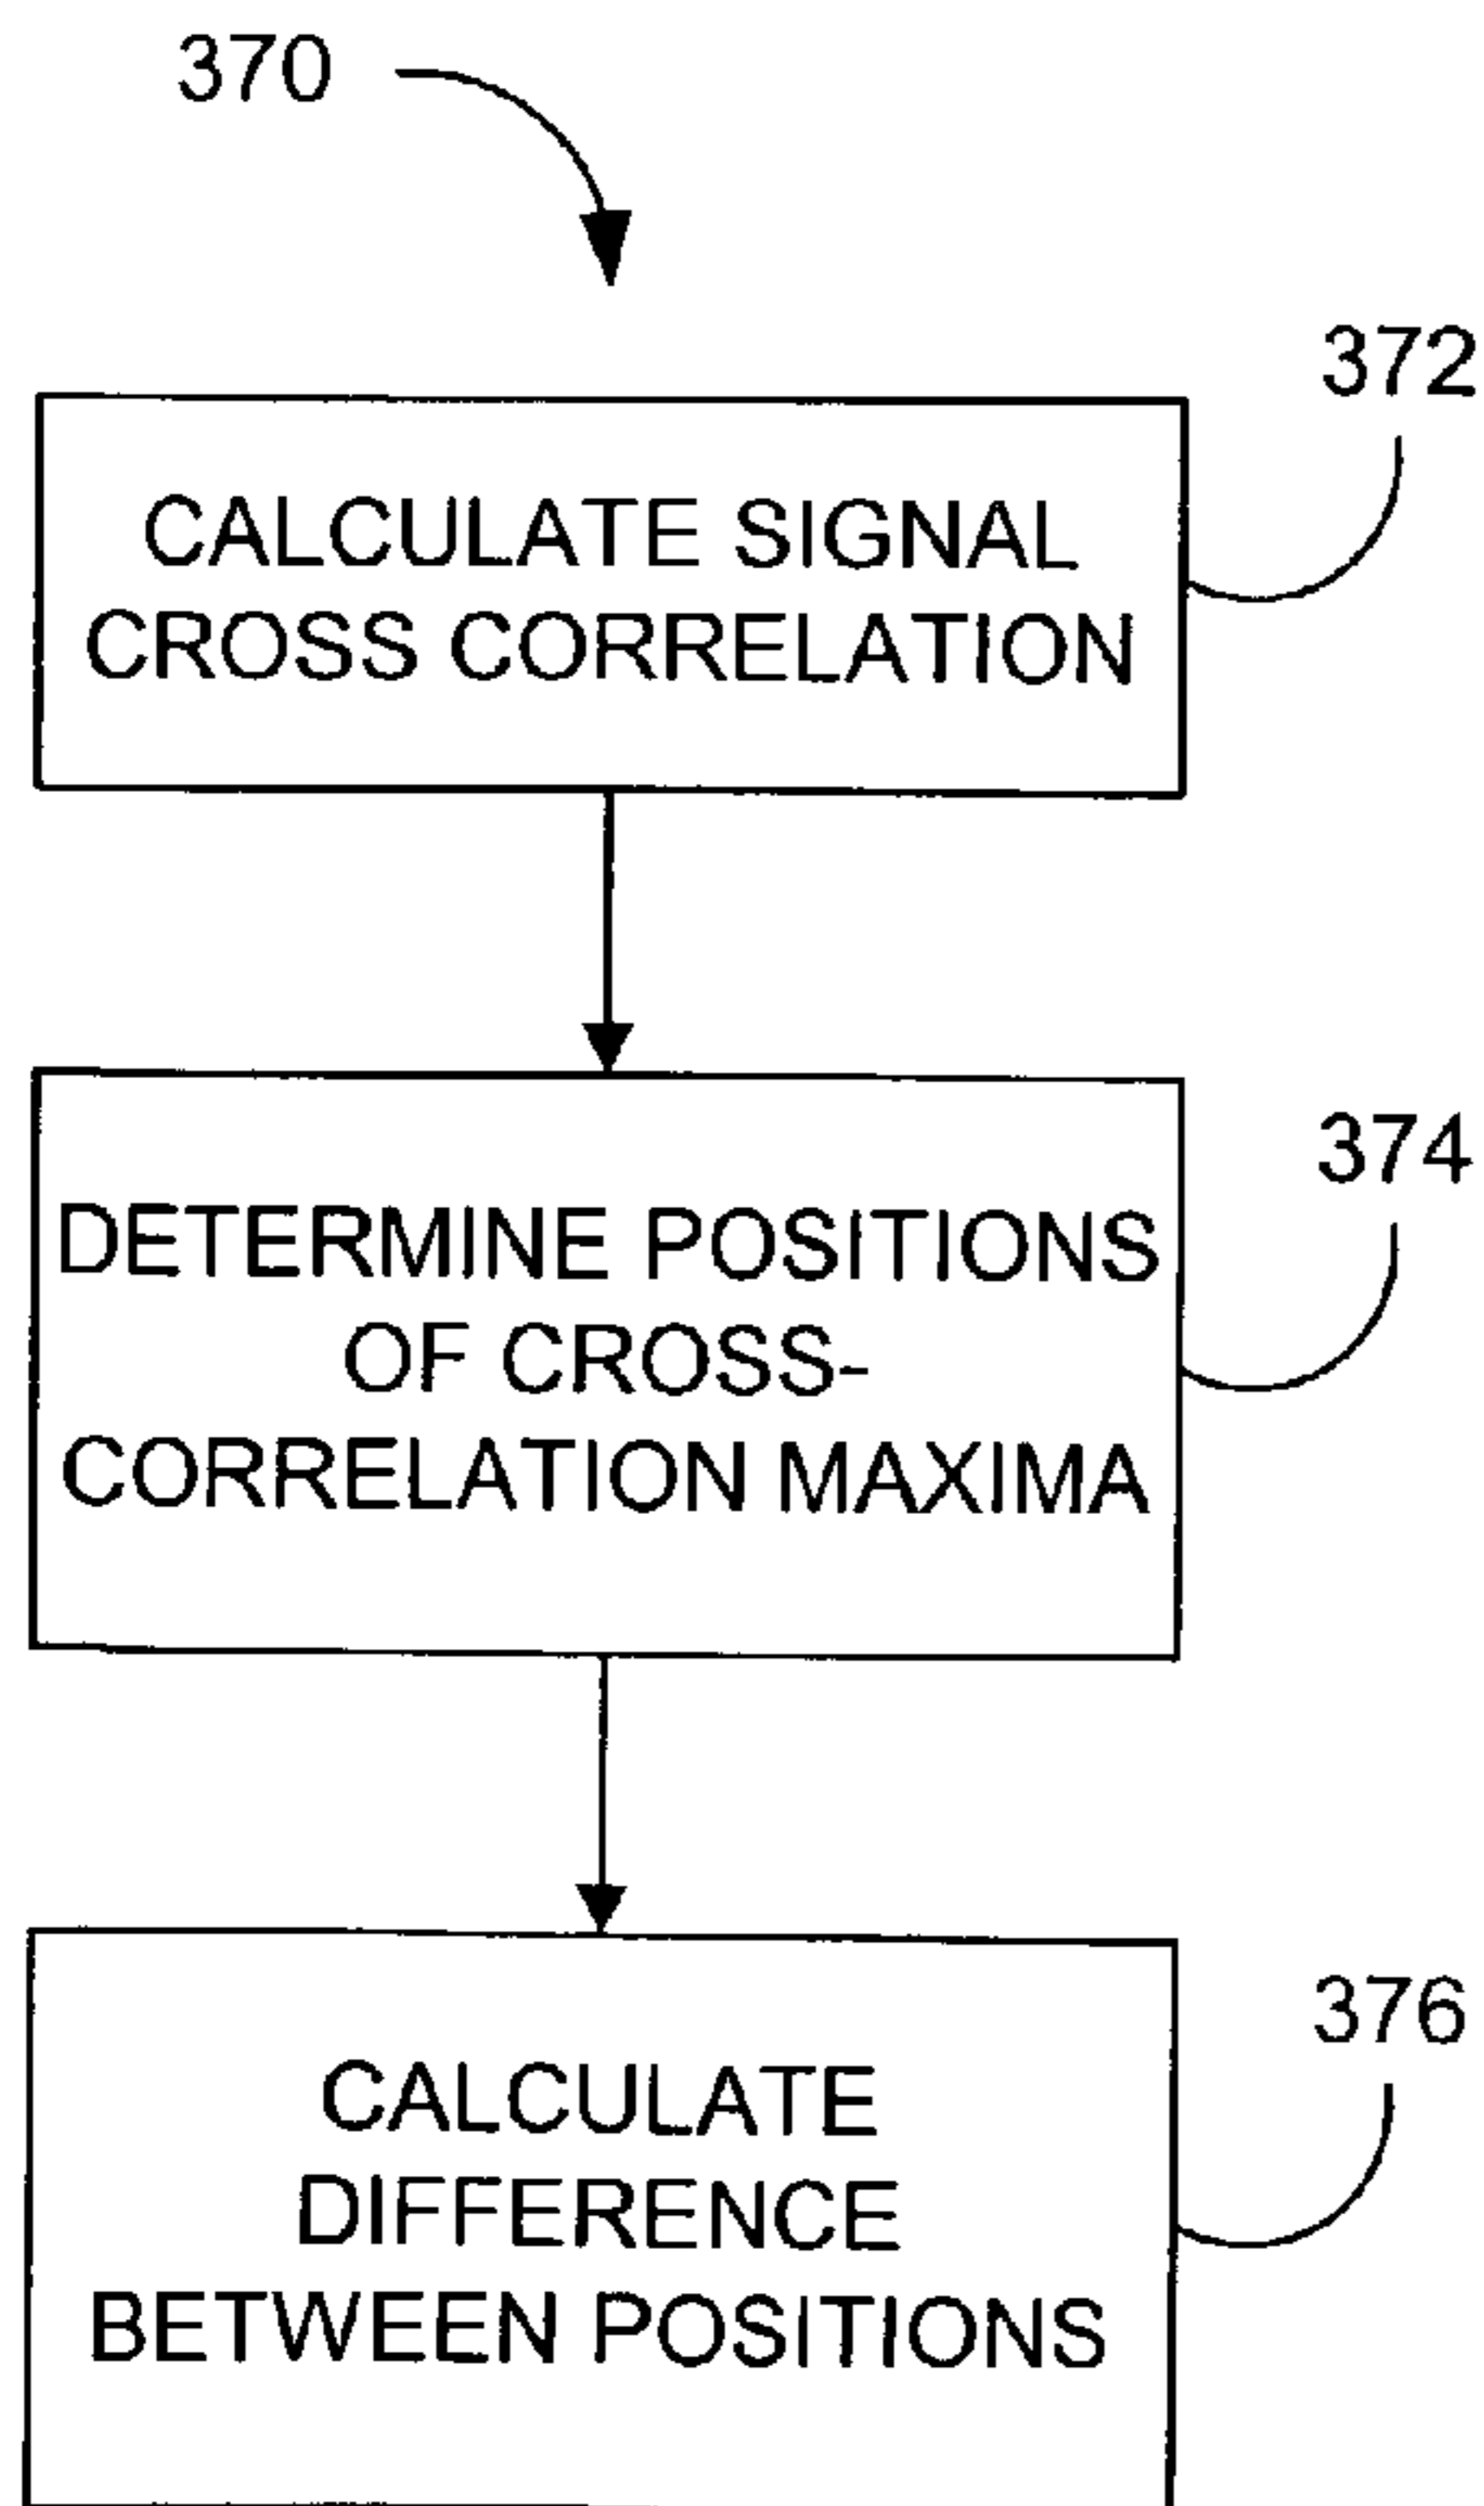 370
372
CALCULATE SIGNAL
CROSS CORRELATION
374
DETERMINE POSITIONS
OF CROSS-
CORRELATION MAXIMA
376
CALCULATE
DIFFERENCE
BETWEEN POSITIONS